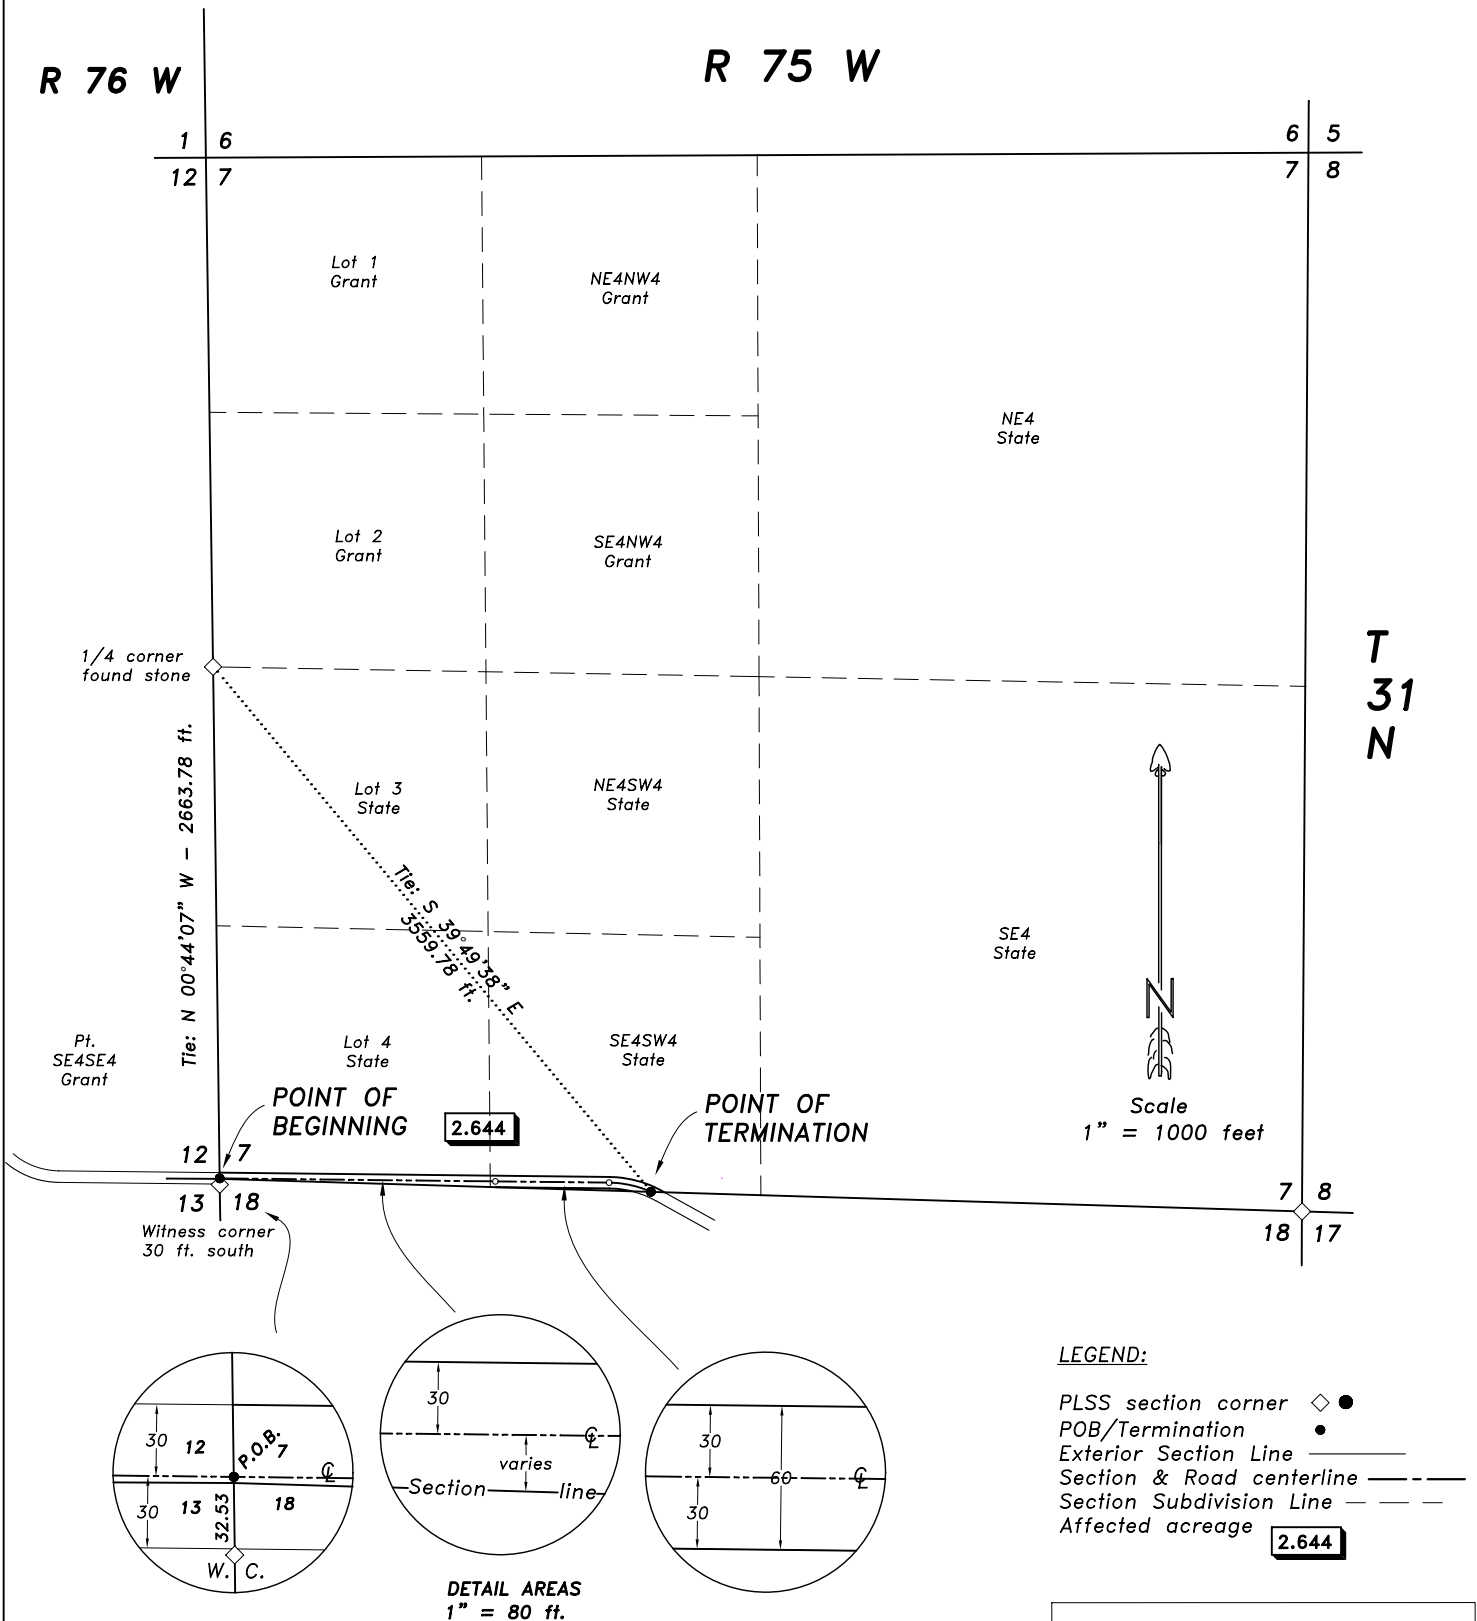 R 76 W
R 75 W
1 6
12 7
6 5
7 8
Lot 1
Grant
NE4NW4
Grant
NE4
State
Lot 2
Grant
SE4NW4
Grant
1/4 corner
found stone
T
31
N
Tie: N 00°44'07" W - 2663.78 ft.
Lot 3
State
NE4SW4
State
Tie: S 39°49'38" E
3559.78 ft.
SE4
State
N
Pt.
SE4SE4
Grant
Lot 4
State
SE4SW4
State
POINT OF
BEGINNING
2.644
POINT OF
TERMINATION
Scale
1" = 1000 feet
12 7
13 18
Witness corner
30 ft. south
7 8
18 17
30
12
P.O.B.
7
CL
30
13
32.53
18
W. C.
30
CL
varies
Section line
30
60
CL
30
DETAIL AREAS
1" = 80 ft.
LEGEND:
PLSS section corner
POB/Termination
Exterior Section Line
Section & Road centerline
Section Subdivision Line
Affected acreage
2.644